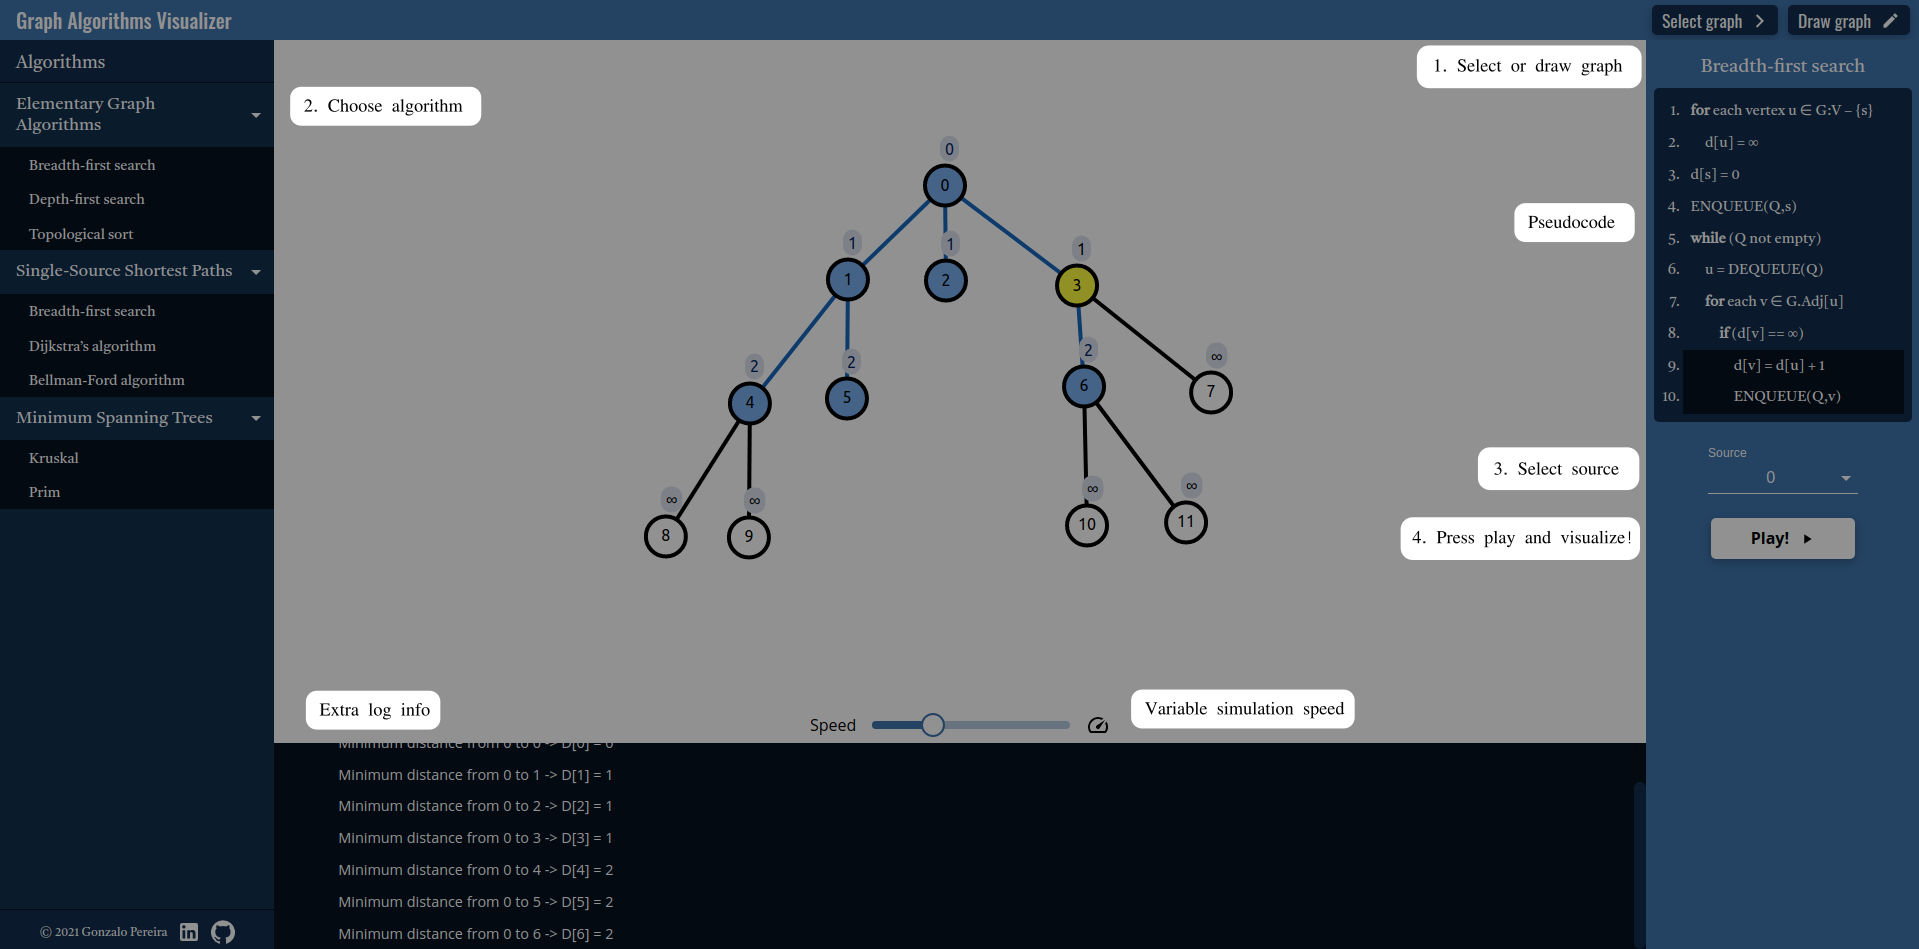 Graph Algorithms Visualizer
Select graph
Draw graph
Algorithms
Elementary Graph
Algorithms
Breadth-first search
Depth-first search
Topological sort
Single-Source Shortest Paths
Breadth-first search
Dijkstra's algorithm
Bellman-Ford algorithm
Minimum Spanning Trees
Kruskal
Prim
© 2021 Gonzalo Pereira
1. Select or draw graph
2. Choose algorithm
0
0
1
1
1
1
2
3
Pseudocode
2
2
2
∞
4
5
6
7
∞
∞
∞
∞
8
9
10
11
3. Select source
4. Press play and visualize!
Extra log info
Speed
Variable simulation speed
Minimum distance from 0 to 0 -> D[0] = 0
Minimum distance from 0 to 1 -> D[1] = 1
Minimum distance from 0 to 2 -> D[2] = 1
Minimum distance from 0 to 3 -> D[3] = 1
Minimum distance from 0 to 4 -> D[4] = 2
Minimum distance from 0 to 5 -> D[5] = 2
Minimum distance from 0 to 6 -> D[6] = 2
Breadth-first search
1. for each vertex u ∈ G:V – {s}
2. d[u] = ∞
3. d[s] = 0
4. ENQUEUE(Q,s)
5. while (Q not empty)
6. u = DEQUEUE(Q)
7. for each v ∈ G.Adj[u]
8. if (d[v] == ∞)
9. d[v] = d[u] + 1
10. ENQUEUE(Q,v)
Source
0
Play!